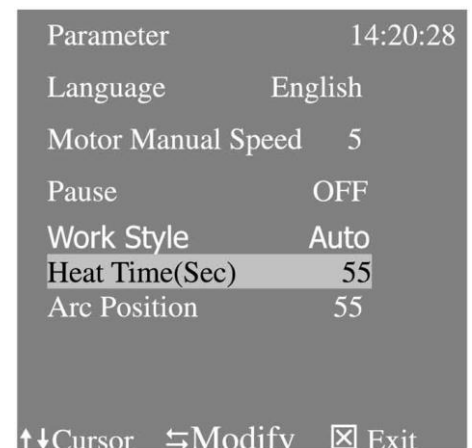 Parameter 14:20:28
Language English
Motor Manual Speed 5
Pause OFF
Work Style Auto
Heat Time(Sec) 55
Arc Position 55
↑↓Cursor ⇆Modify ☒ Exit